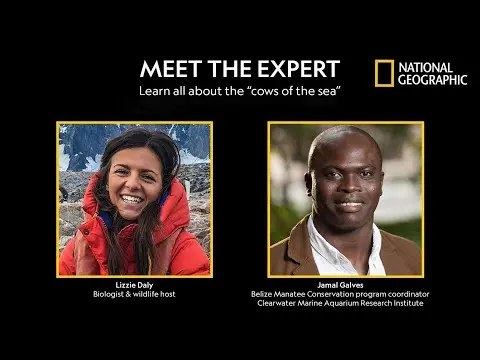 MEET THE EXPERT
Learn all about the “cows of the sea”
NATIONAL
GEOGRAPHIC
Lizzie Daly
Biologist & wildlife host
Jamal Galves
Belize Manatee Conservation program coordinator
Clearwater Marine Aquarium Research Institute